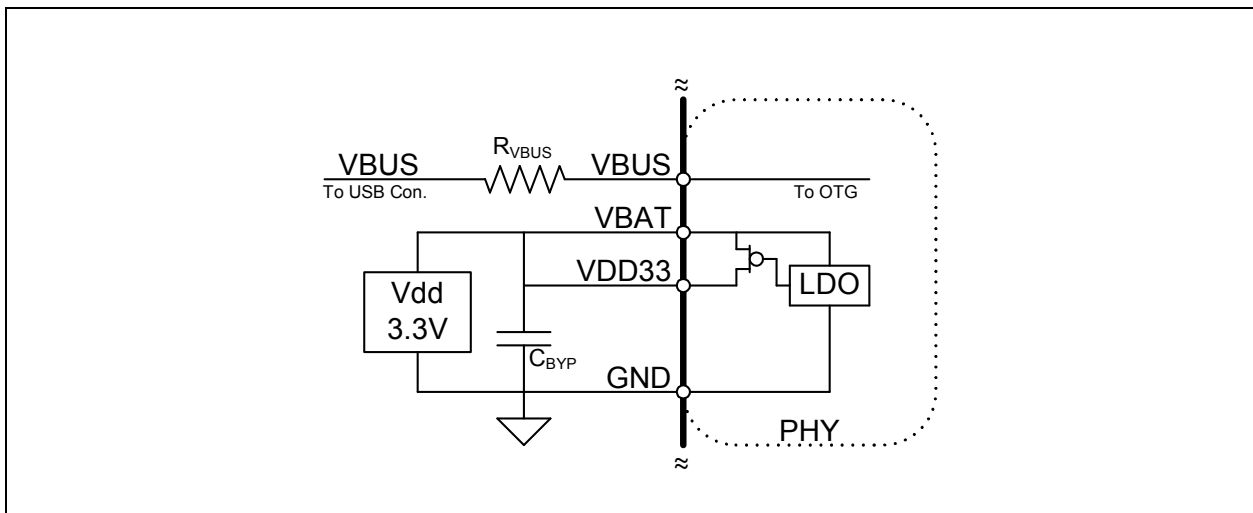 R_VBUS
VBUS
VBUS
To USB Con.
To OTG
VBAT
VDD33
LDO
Vdd
3.3V
C_BYP
GND
PHY